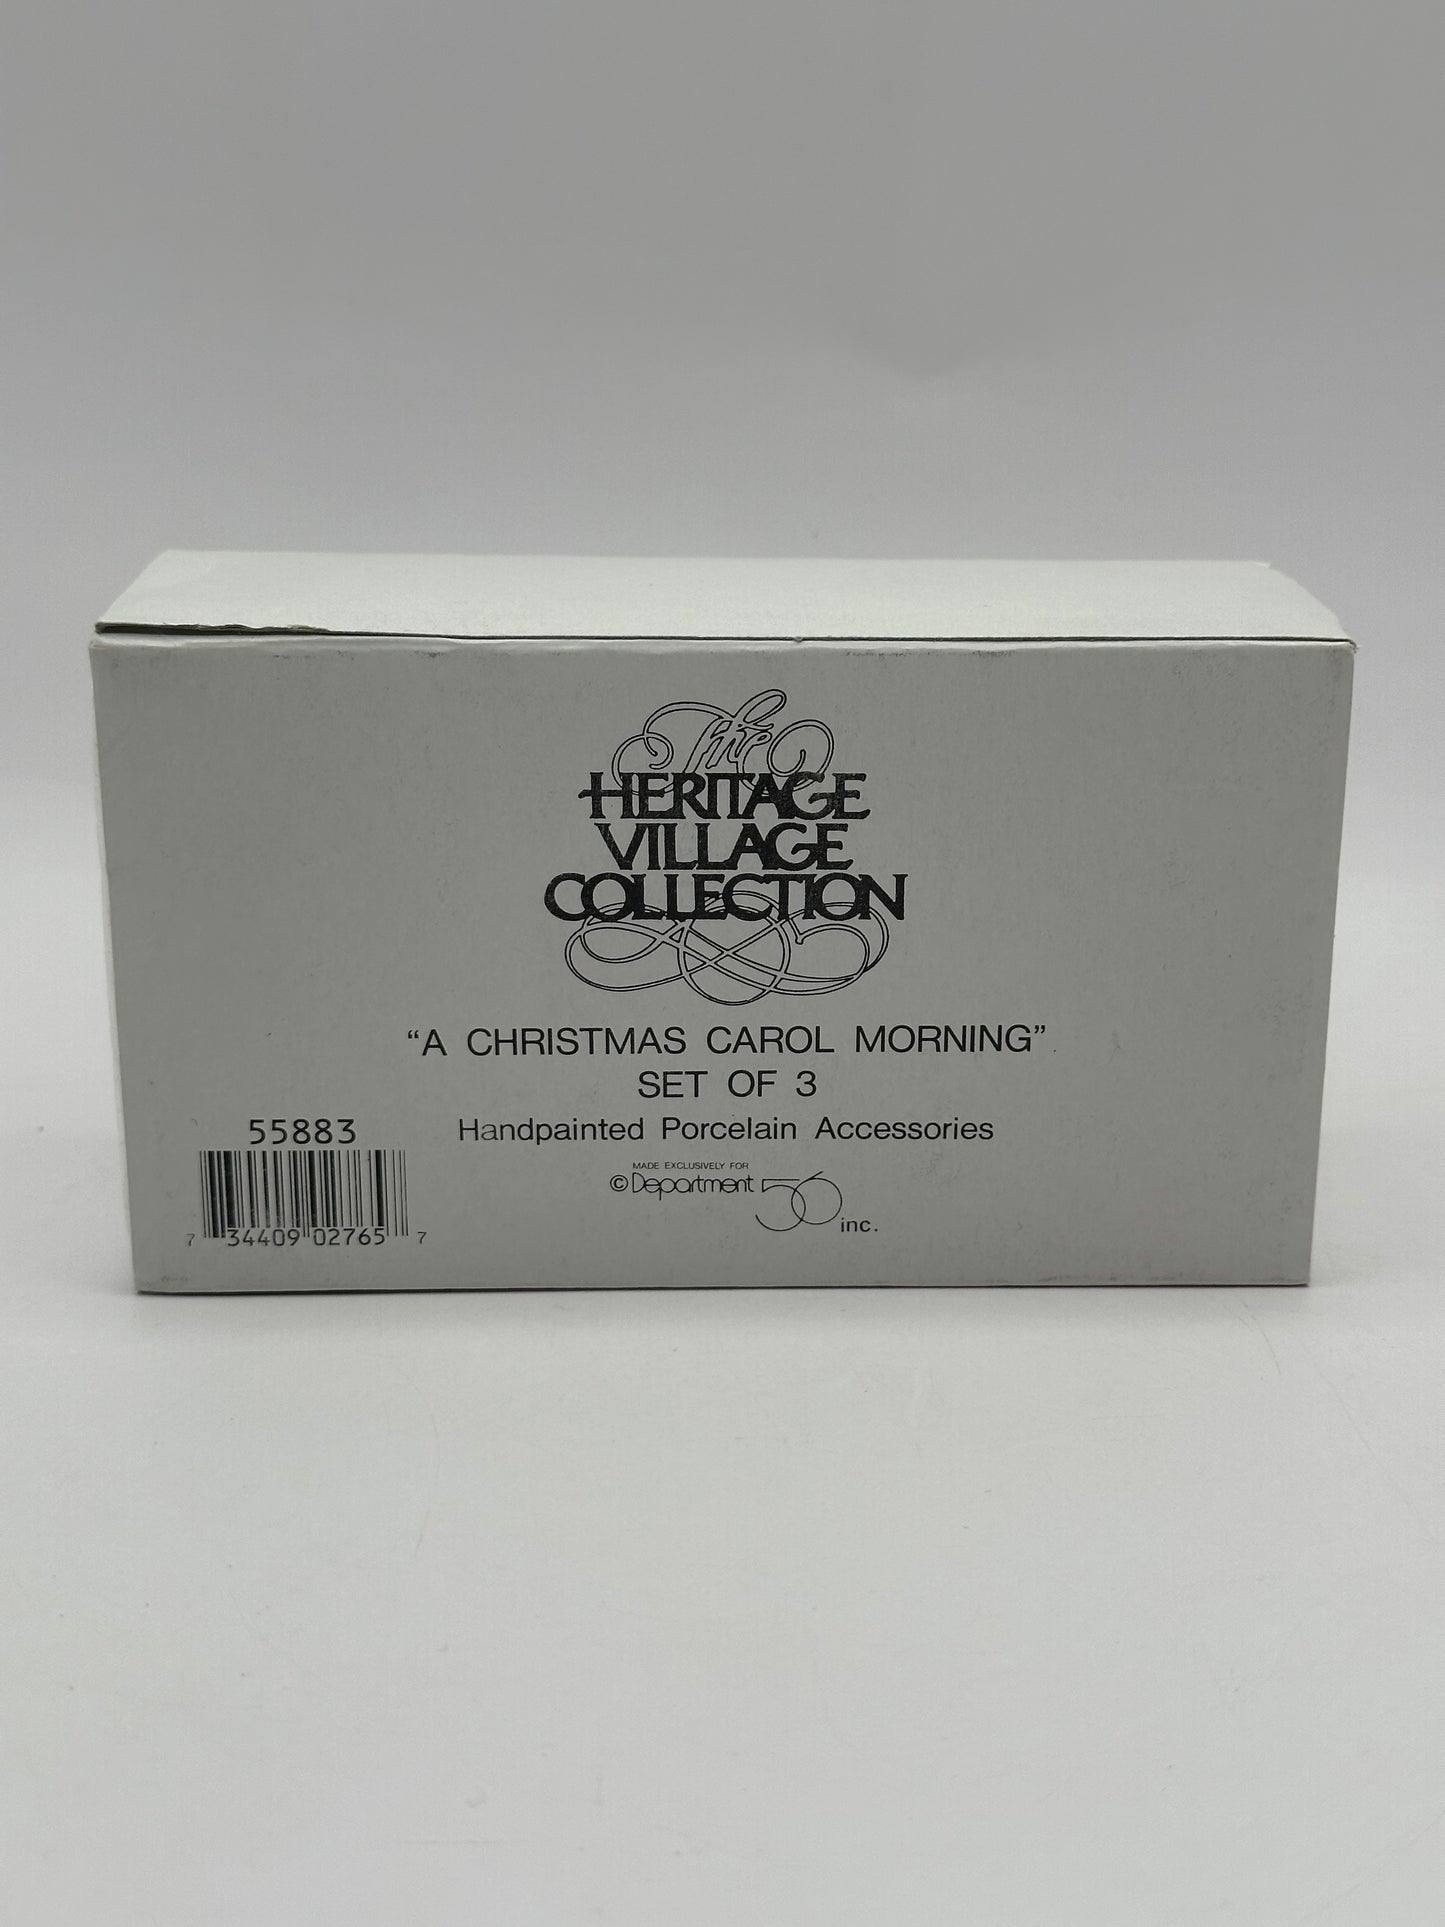 The
HERITAGE
VILLAGE
COLLECTION
“A CHRISTMAS CAROL MORNING”
SET OF 3
Handpainted Porcelain Accessories
MADE EXCLUSIVELY FOR
©Department 56 inc.
55883
7 34409 02765 7